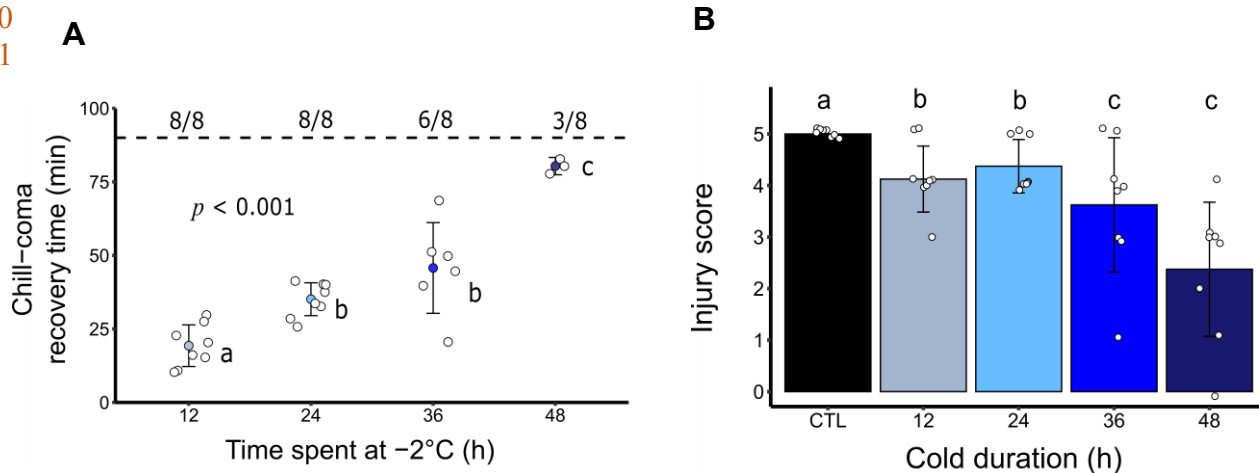 0
1
A
100
75
50
25
0
8/8
8/8
6/8
3/8
p < 0.001
a
b
b
c
12
24
36
48
Chill−coma
recovery time (min)
Time spent at −2°C (h)
B
a
b
b
c
c
5
4
3
2
1
0
CTL
12
24
36
48
Injury score
Cold duration (h)